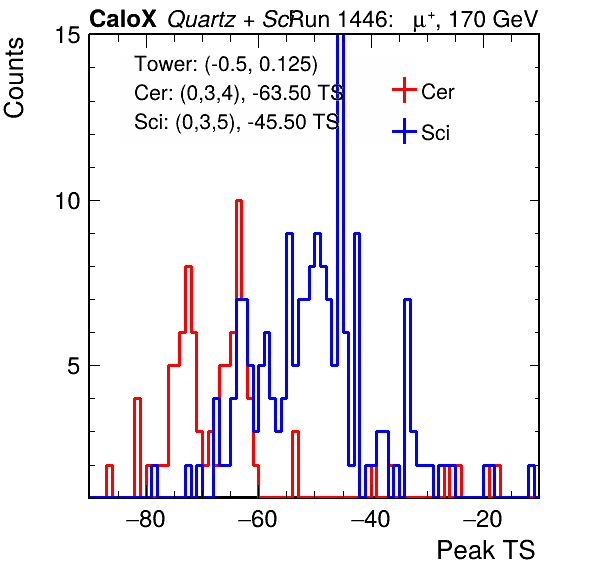 CaloX Quartz + Sci Run 1446: μ⁺, 170 GeV
Counts
15
10
5
Tower: (-0.5, 0.125)
Cer: (0,3,4), -63.50 TS
Sci: (0,3,5), -45.50 TS
Cer
Sci
−80 −60 −40 −20
Peak TS